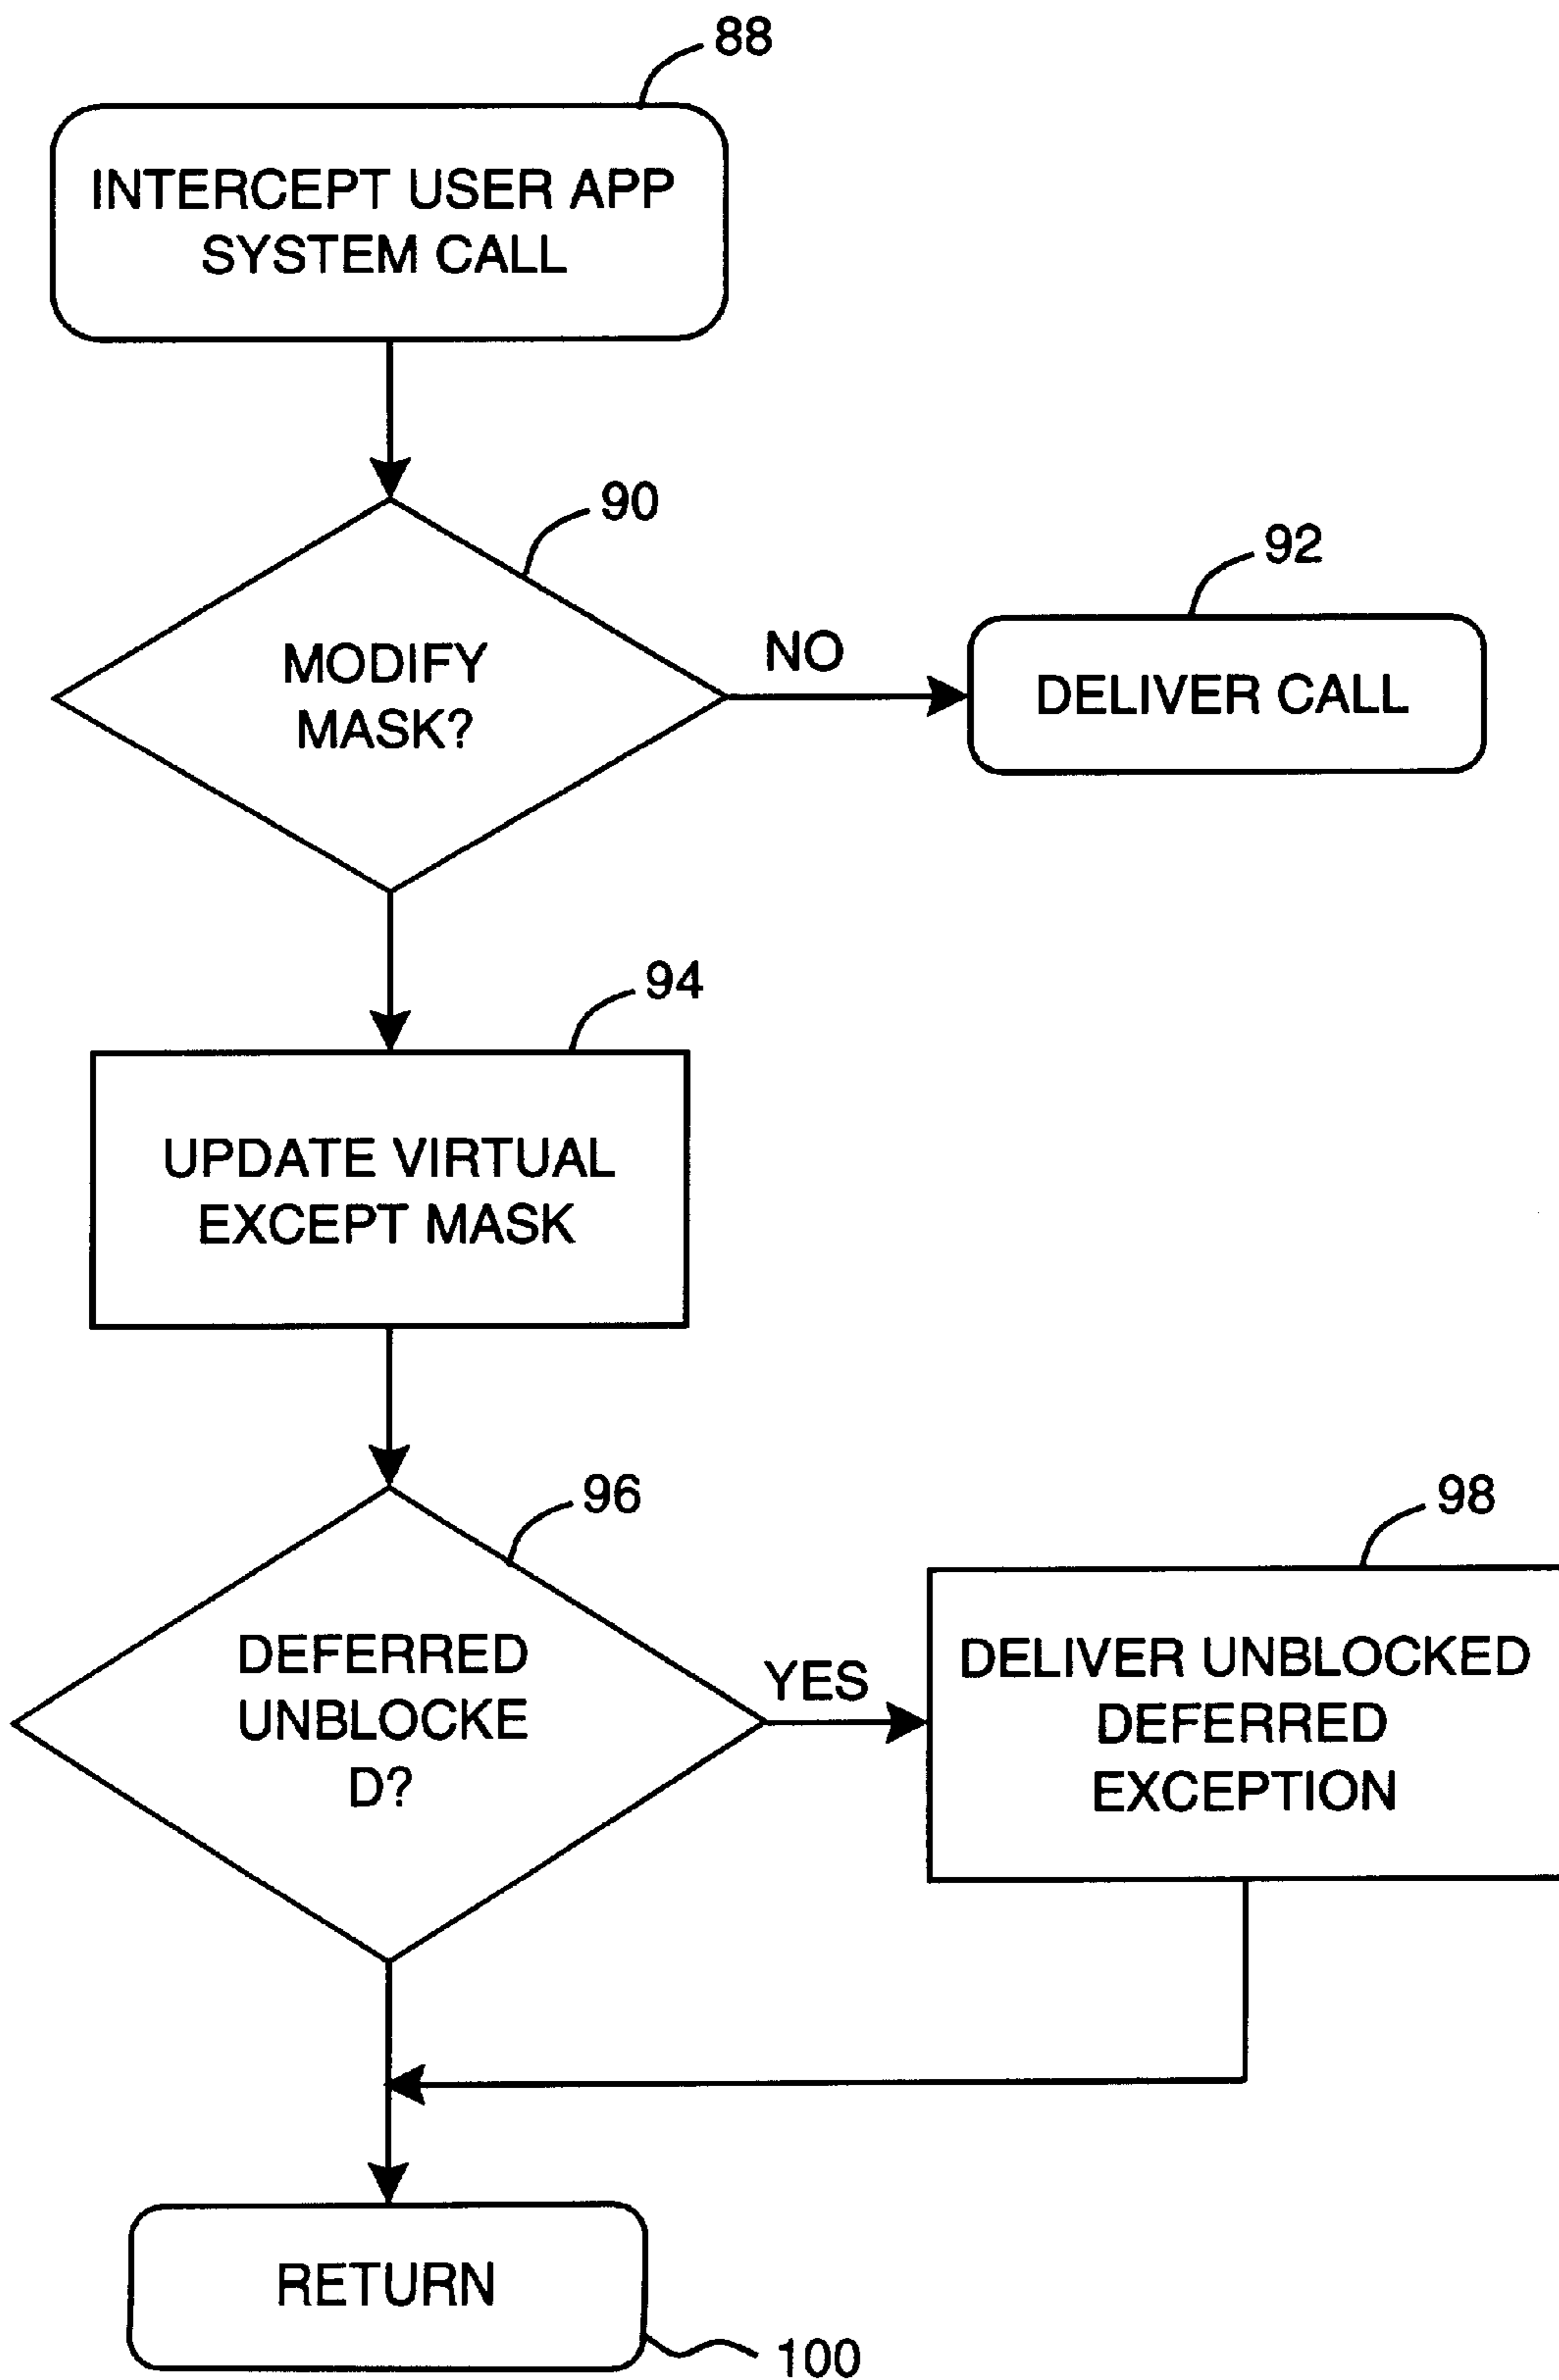 88
INTERCEPT USER APP
SYSTEM CALL
90
MODIFY
MASK?
NO
92
DELIVER CALL
94
UPDATE VIRTUAL
EXCEPT MASK
96
DEFERRED
UNBLOCKE
D?
YES
98
DELIVER UNBLOCKED
DEFERRED
EXCEPTION
RETURN
100